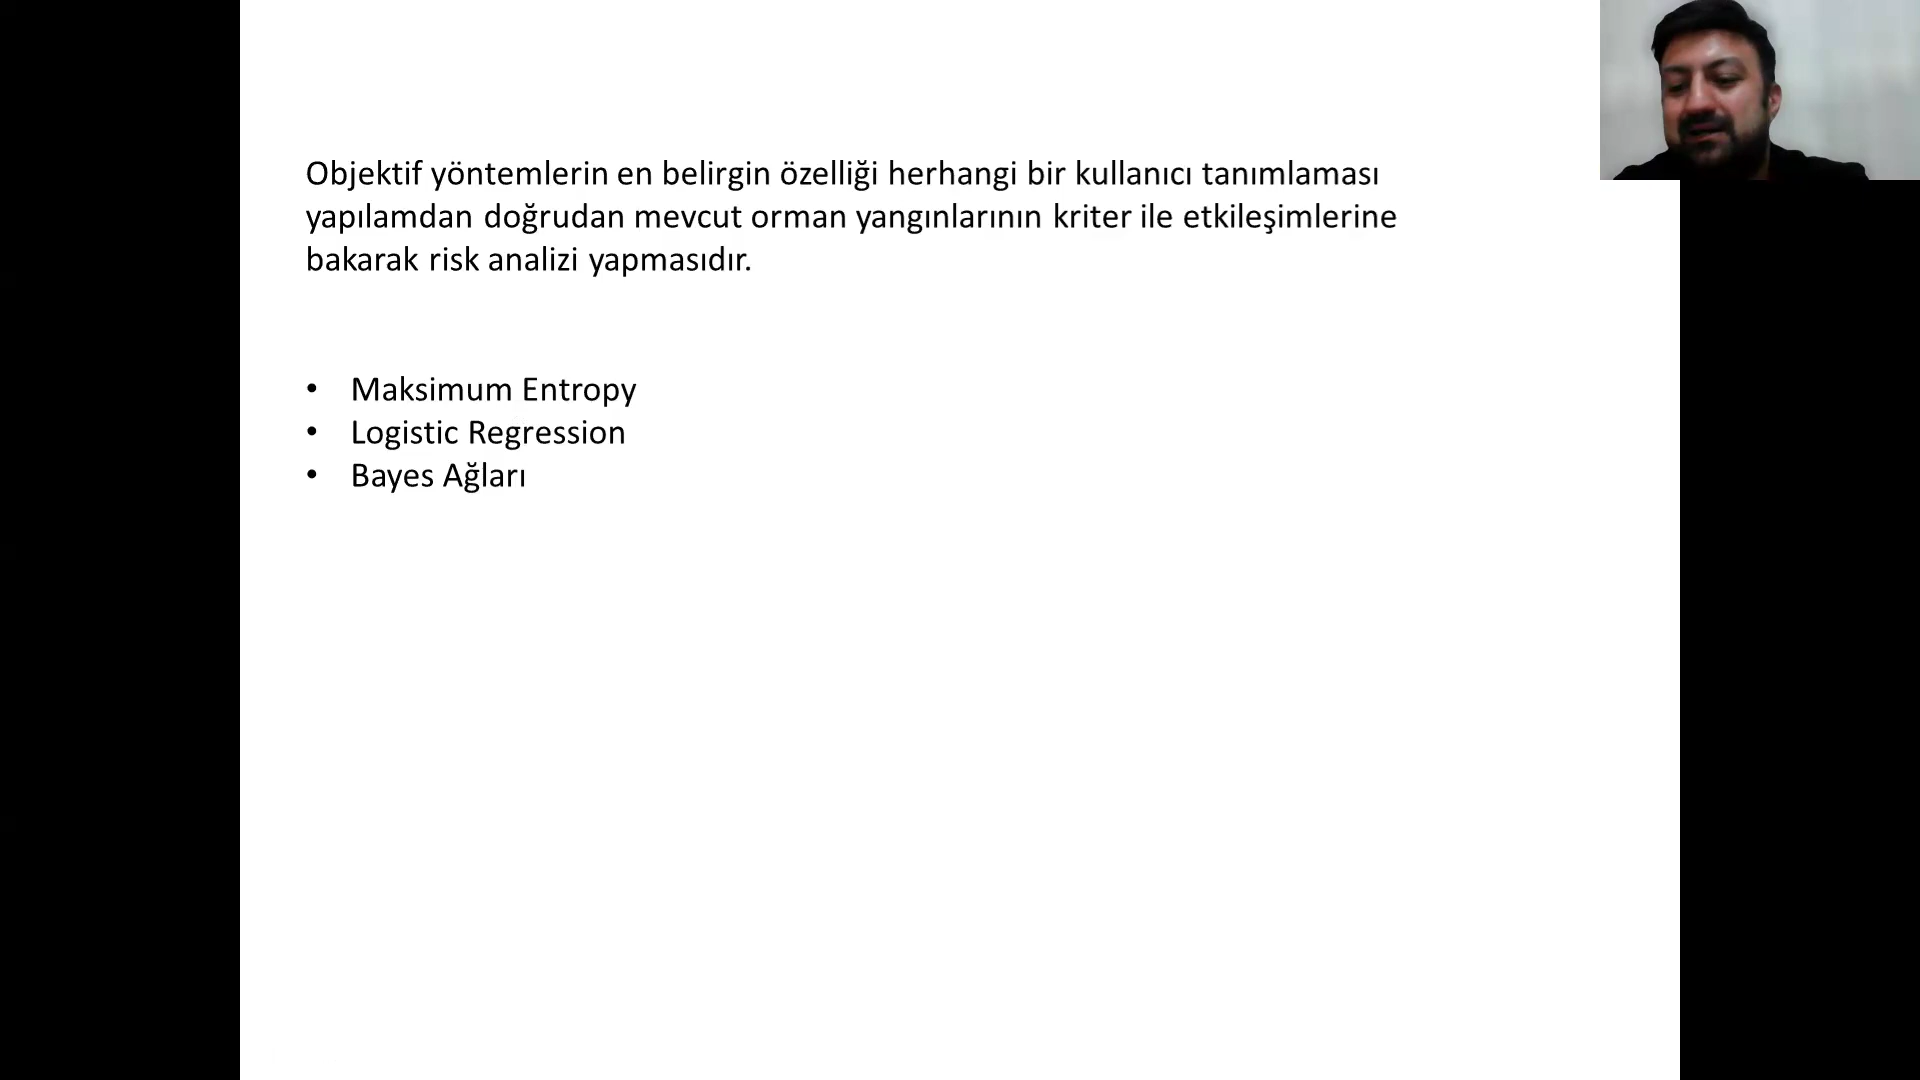 Objektif yöntemlerin en belirgin özelliği herhangi bir kullanıcı tanımlaması
yapılamdan doğrudan mevcut orman yangınlarının kriter ile etkileşimlerine
bakarak risk analizi yapmasıdır.
• Maksimum Entropy
• Logistic Regression
• Bayes Ağları